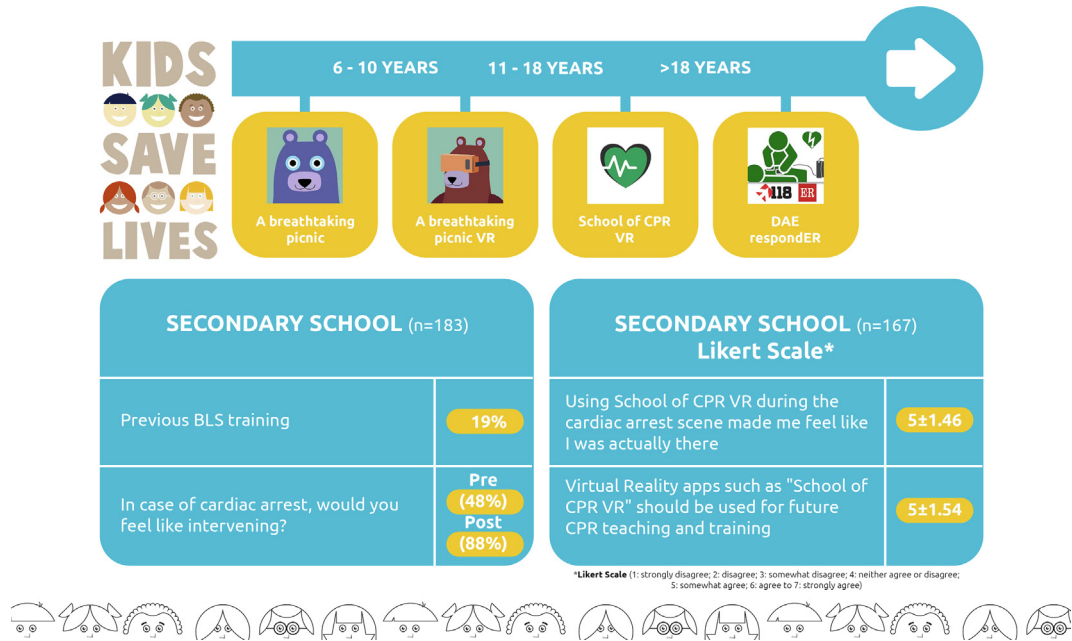 KIDS
SAVE
LIVES
6 - 10 YEARS
11 - 18 YEARS
>18 YEARS
A breathtaking
picnic
A breathtaking
picnic VR
School of CPR
VR
118 ER
DAE
respondER
SECONDARY SCHOOL (n=183)
Previous BLS training
19%
In case of cardiac arrest, would you
feel like intervening?
Pre
(48%)
Post
(88%)
SECONDARY SCHOOL (n=167)
Likert Scale*
Using School of CPR VR during the
cardiac arrest scene made me feel like
I was actually there
5±1.46
Virtual Reality apps such as "School of
CPR VR" should be used for future
CPR teaching and training
5±1.54
*Likert Scale (1: strongly disagree; 2: disagree; 3: somewhat disagree; 4: neither agree or disagree;
5: somewhat agree; 6: agree to 7: strongly agree)